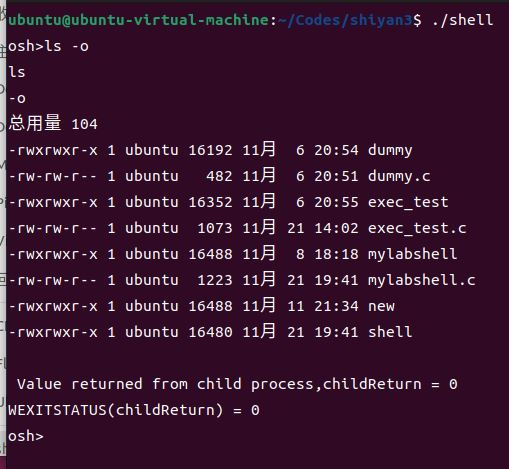 ubuntu@ubuntu-virtual-machine:~/Codes/shiyan3$ ./shell
osh>ls -o
ls
-o
总用量 104
-rwxrwxr-x 1 ubuntu 16192 11月  6 20:54 dummy
-rw-rw-r-- 1 ubuntu   482 11月  6 20:51 dummy.c
-rwxrwxr-x 1 ubuntu 16352 11月  6 20:55 exec_test
-rw-rw-r-- 1 ubuntu  1073 11月 21 14:02 exec_test.c
-rwxrwxr-x 1 ubuntu 16488 11月  8 18:18 mylabshell
-rw-rw-r-- 1 ubuntu  1223 11月 21 19:41 mylabshell.c
-rwxrwxr-x 1 ubuntu 16488 11月 11 21:34 new
-rwxrwxr-x 1 ubuntu 16480 11月 21 19:41 shell
 Value returned from child process,childReturn = 0
WEXITSTATUS(childReturn) = 0
osh>